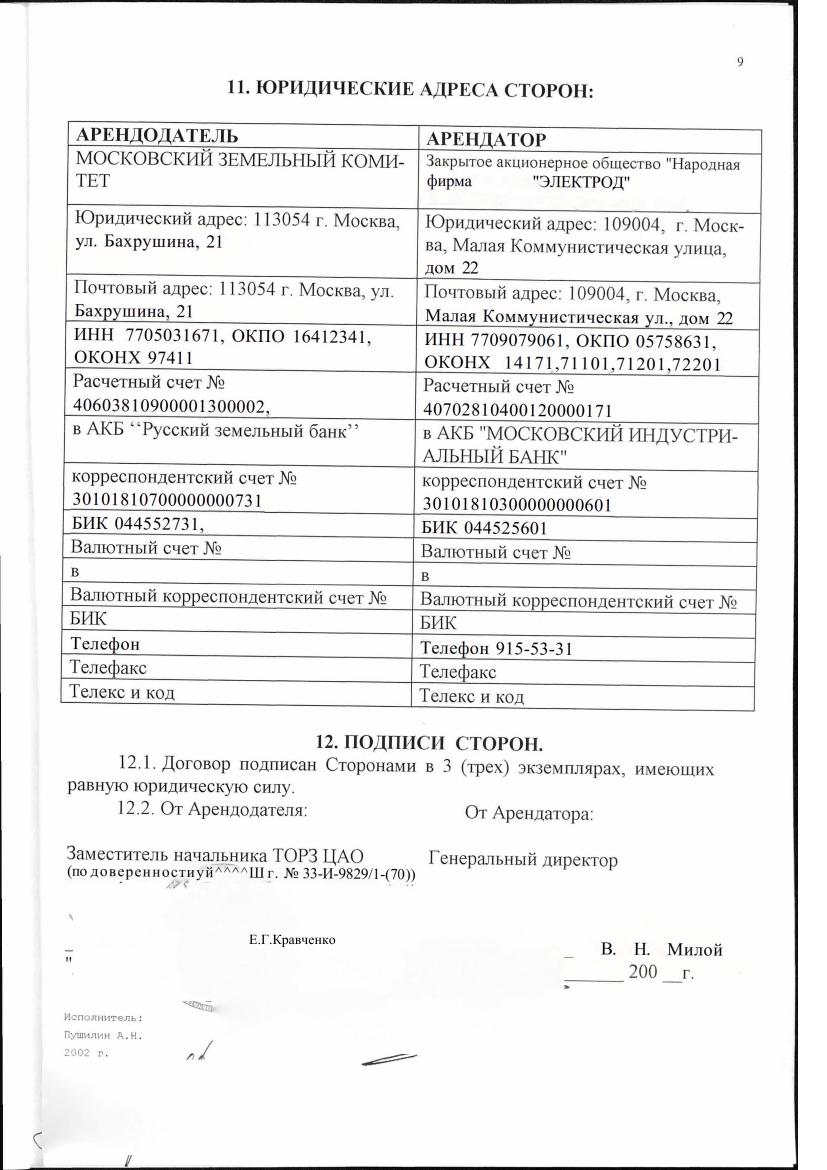 9
11. ЮРИДИЧЕСКИЕ АДРЕСА СТОРОН:
АРЕНДОДАТЕЛЬ
АРЕНДАТОР
МОСКОВСКИЙ ЗЕМЕЛЬНЫЙ КОМИ-
ТЕТ
Закрытое акционерное общество "Народная
фирма "ЭЛЕКТРОД"
Юридический адрес: 113054 г. Москва,
ул. Бахрушина, 21
Юридический адрес: 109004, г. Моск-
ва, Малая Коммунистическая улица,
дом 22
Почтовый адрес: 113054 г. Москва, ул.
Бахрушина, 21
Почтовый адрес: 109004, г. Москва,
Малая Коммунистическая ул., дом 22
ИНН 7705031671, ОКПО 16412341,
ОКОНХ 97411
ИНН 7709079061, ОКПО 05758631,
ОКОНХ 14171,71101,71201,72201
Расчетный счет №
40603810900001300002,
Расчетный счет №
40702810400120000171
в АКБ ‘‘Русский земельный банк’’
в АКБ "МОСКОВСКИЙ ИНДУСТРИ-
АЛЬНЫЙ БАНК"
корреспондентский счет №
30101810700000000731
корреспондентский счет №
30101810300000000601
БИК 044552731,
БИК 044525601
Валютный счет №
Валютный счет №
в
в
Валютный корреспондентский счет №
Валютный корреспондентский счет №
БИК
БИК
Телефон
Телефон 915-53-31
Телефакс
Телефакс
Телекс и код
Телекс и код
12. ПОДПИСИ СТОРОН.
12.1. Договор подписан Сторонами в 3 (трех) экземплярах, имеющих
равную юридическую силу.
12.2. От Арендодателя:
От Арендатора:
Заместитель начальника ТОРЗ ЦАО
Генеральный директор
(по доверенностиуй^^^^Ш г. № 33-И-9829/1-(70))
Е.Г.Кравченко
_ В. Н. Милой
"
______ 200 __г.
Исполнитель:
Пушилин А.Н.
2002 г.